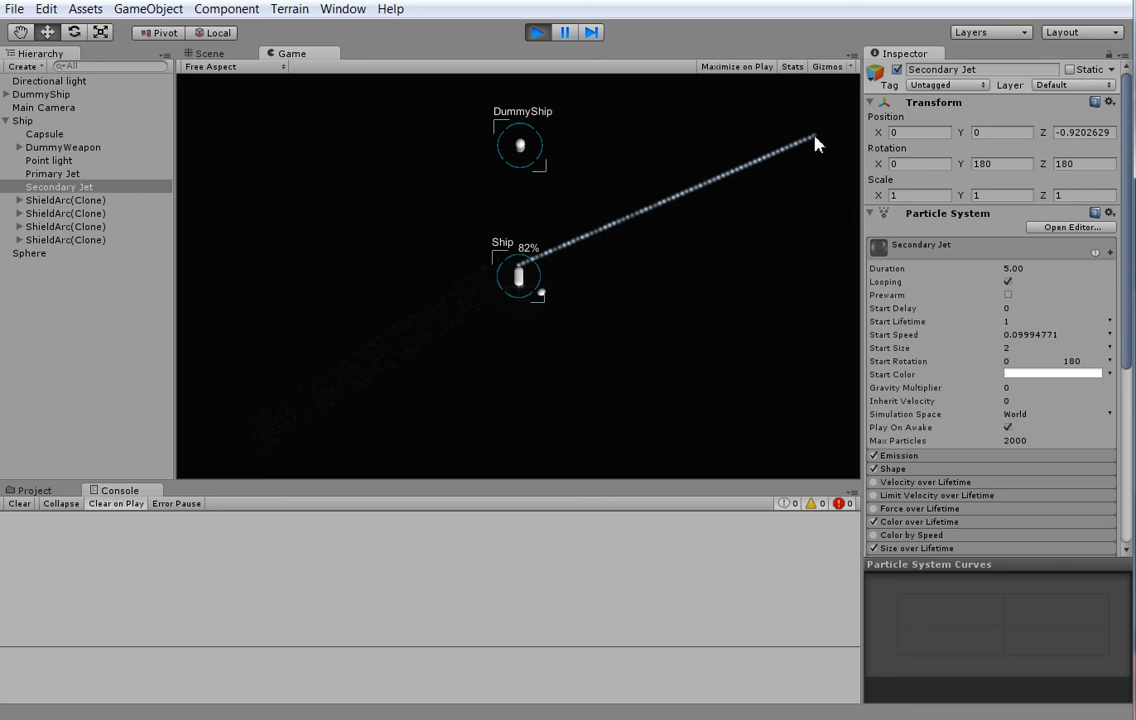 File Edit Assets GameObject Component Terrain Window Help
Pivot Local Layers Layout
Hierarchy
Create All
Directional light
DummyShip
Main Camera
Ship
Capsule
DummyWeapon
Point light
Primary Jet
Secondary Jet
ShieldArc(Clone)
ShieldArc(Clone)
ShieldArc(Clone)
ShieldArc(Clone)
Sphere
Scene Game
Free Aspect Maximize on Play Stats Gizmos
DummyShip
Ship 82%
Project Console
Clear Collapse Clear on Play Error Pause 0 0 0
Inspector
Secondary Jet Static
Tag Untagged Layer Default
Transform
Position
X 0 Y 0 Z -0.9202629
Rotation
X 0 Y 180 Z 180
Scale
X 1 Y 1 Z 1
Particle System
Open Editor...
Secondary Jet
Duration 5.00
Looping
Prewarm
Start Delay 0
Start Lifetime 1
Start Speed 0.09994771
Start Size 2
Start Rotation 0 180
Start Color
Gravity Multiplier 0
Inherit Velocity 0
Simulation Space World
Play On Awake
Max Particles 2000
Emission
Shape
Velocity over Lifetime
Limit Velocity over Lifetime
Force over Lifetime
Color over Lifetime
Color by Speed
Size over Lifetime
Particle System Curves